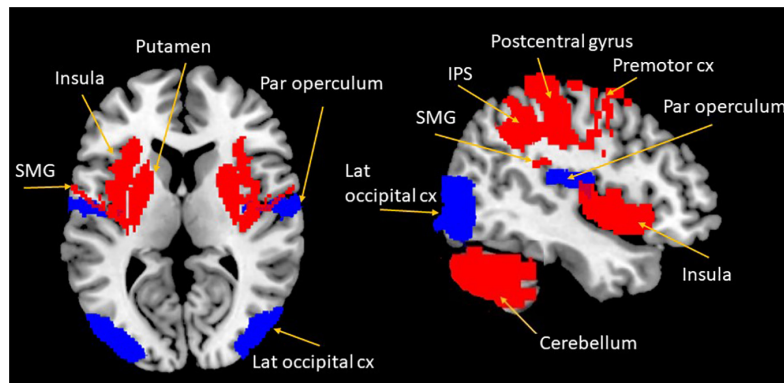 Putamen
Insula
Par operculum
SMG
Lat occipital cx
Postcentral gyrus
Premotor cx
IPS
Par operculum
SMG
Lat
occipital cx
Insula
Cerebellum